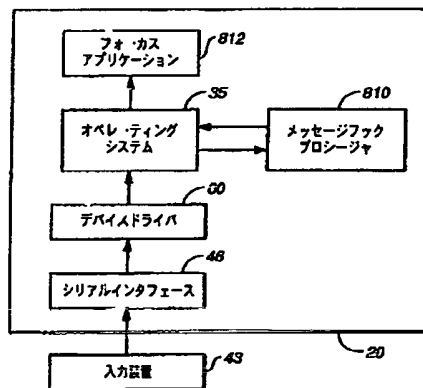 フォーカス
アプリケーション
812
35
オペレーティング
システム
810
メッセージフック
プロシージャ
60
デバイスドライバ
46
シリアルインタフェース
20
入力装置
43